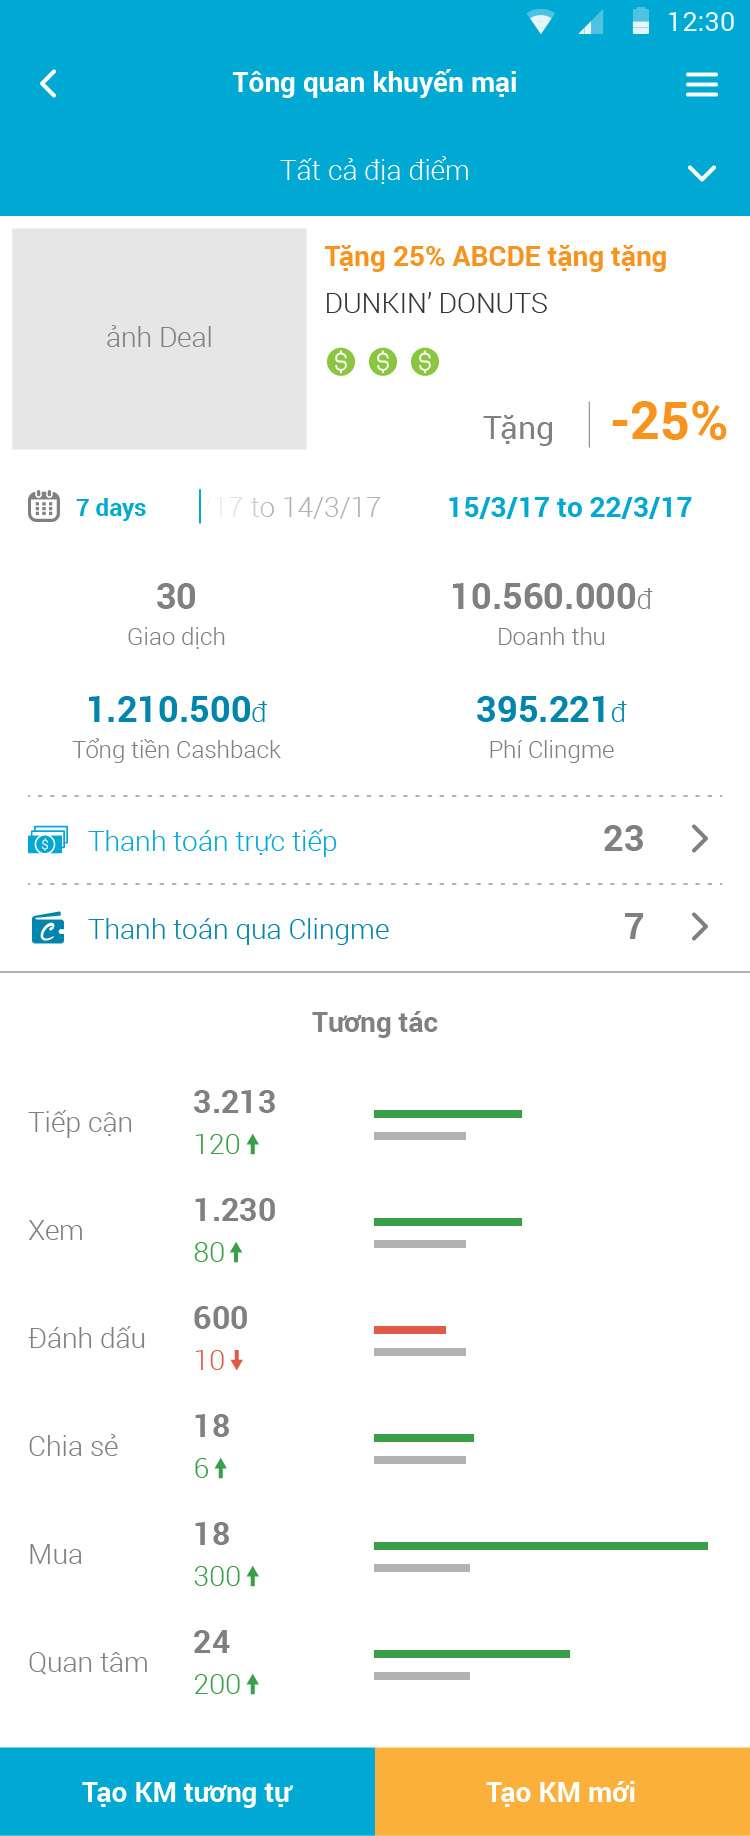 12:30
Tông quan khuyến mại
Tất cả địa điểm
ảnh Deal
Tặng 25% ABCDE tặng tặng
DUNKIN’ DONUTS
Tặng
-25%
7 days
/17 to 14/3/17
15/3/17 to 22/3/17
30
Giao dịch
10.560.000đ
Doanh thu
1.210.500đ
Tổng tiền Cashback
395.221đ
Phí Clingme
Thanh toán trực tiếp
23
Thanh toán qua Clingme
7
Tương tác
Tiếp cận
3.213
120
Xem
1.230
80
Đánh dấu
600
10
Chia sẻ
18
6
Mua
18
300
Quan tâm
24
200
Tạo KM tương tự
Tạo KM mới